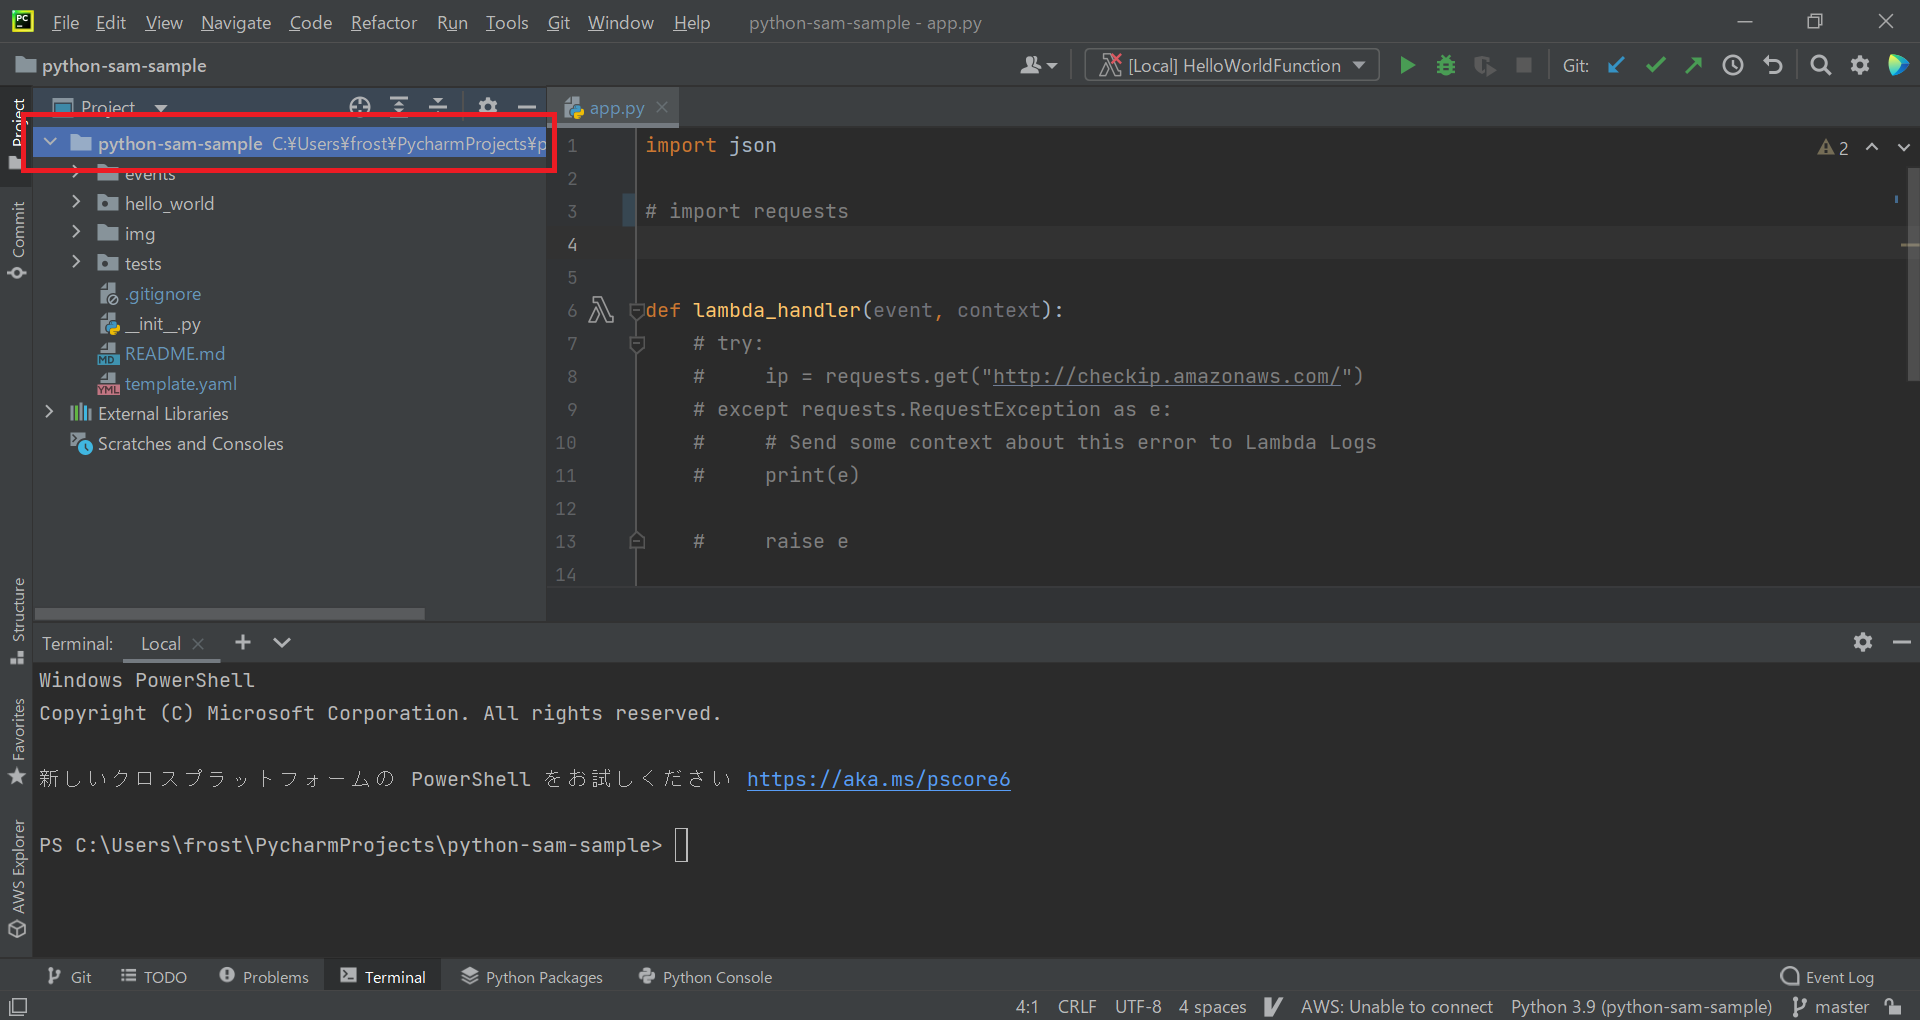 File Edit View Navigate Code Refactor Run Tools Git Window Help python-sam-sample - app.py
python-sam-sample
[Local] HelloWorldFunction
Git:
Project
Project
Commit
Structure
Favorites
AWS Explorer
python-sam-sample C:¥Users¥frost¥PycharmProjects¥p
events
hello_world
img
tests
.gitignore
__init__.py
README.md
template.yaml
External Libraries
Scratches and Consoles
app.py
2
1 import json
2
3 # import requests
4
5
6 def lambda_handler(event, context):
7 # try:
8 #     ip = requests.get("http://checkip.amazonaws.com/")
9 # except requests.RequestException as e:
10 #     # Send some context about this error to Lambda Logs
11 #     print(e)
12
13 #     raise e
14
Terminal: Local
Windows PowerShell
Copyright (C) Microsoft Corporation. All rights reserved.
新しいクロスプラットフォームの PowerShell をお試しください https://aka.ms/pscore6
PS C:\Users\frost\PycharmProjects\python-sam-sample>
Git TODO Problems Terminal Python Packages Python Console Event Log
4:1 CRLF UTF-8 4 spaces AWS: Unable to connect Python 3.9 (python-sam-sample) master